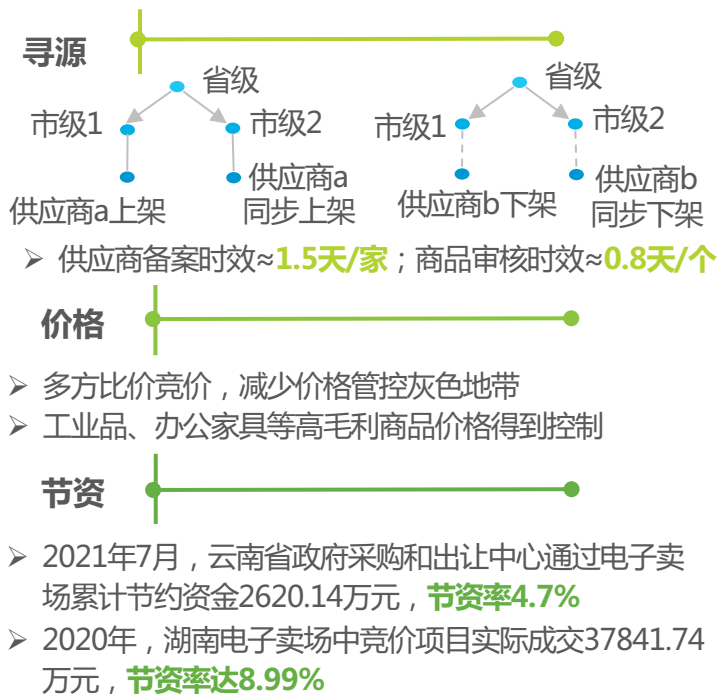 寻源
省级
市级1
市级2
供应商a上架
供应商a
同步上架
省级
市级1
市级2
供应商b下架
供应商b
同步下架
➢ 供应商备案时效≈1.5天/家；商品审核时效≈0.8天/个
价格
➢ 多方比价竞价，减少价格管控灰色地带
➢ 工业品、办公家具等高毛利商品价格得到控制
节资
➢ 2021年7月，云南省政府采购和出让中心通过电子卖
场累计节约资金2620.14万元，节资率4.7%
➢ 2020年，湖南电子卖场中竞价项目实际成交37841.74
万元，节资率达8.99%